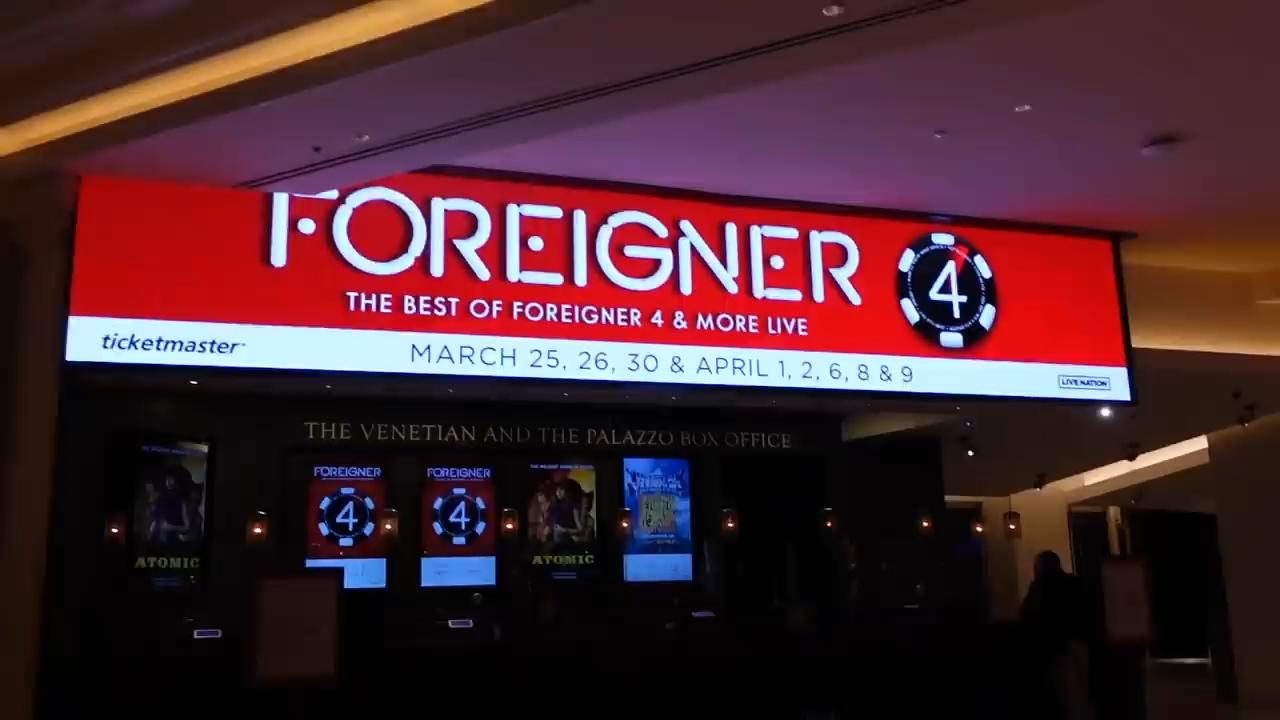 FOREIGNER
4
THE BEST OF FOREIGNER 4 & MORE LIVE
ticketmaster
MARCH 25, 26, 30 & APRIL 1, 2, 6, 8 & 9
LIVE NATION
THE VENETIAN AND THE PALAZZO BOX OFFICE
ATOMIC
FOREIGNER
4
FOREIGNER
4
ATOMIC